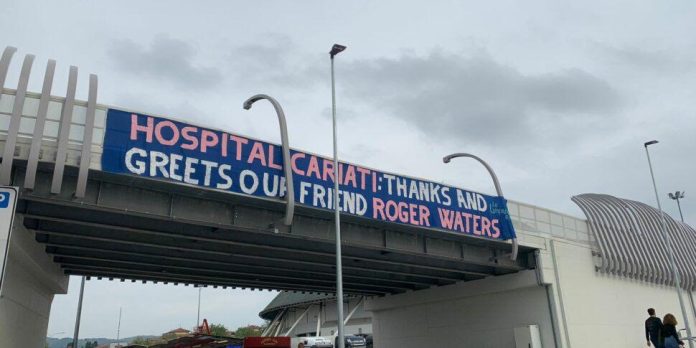 HOSPITAL CARIATI: THANKS AND
GREETS OUR FRIEND ROGER WATERS
P